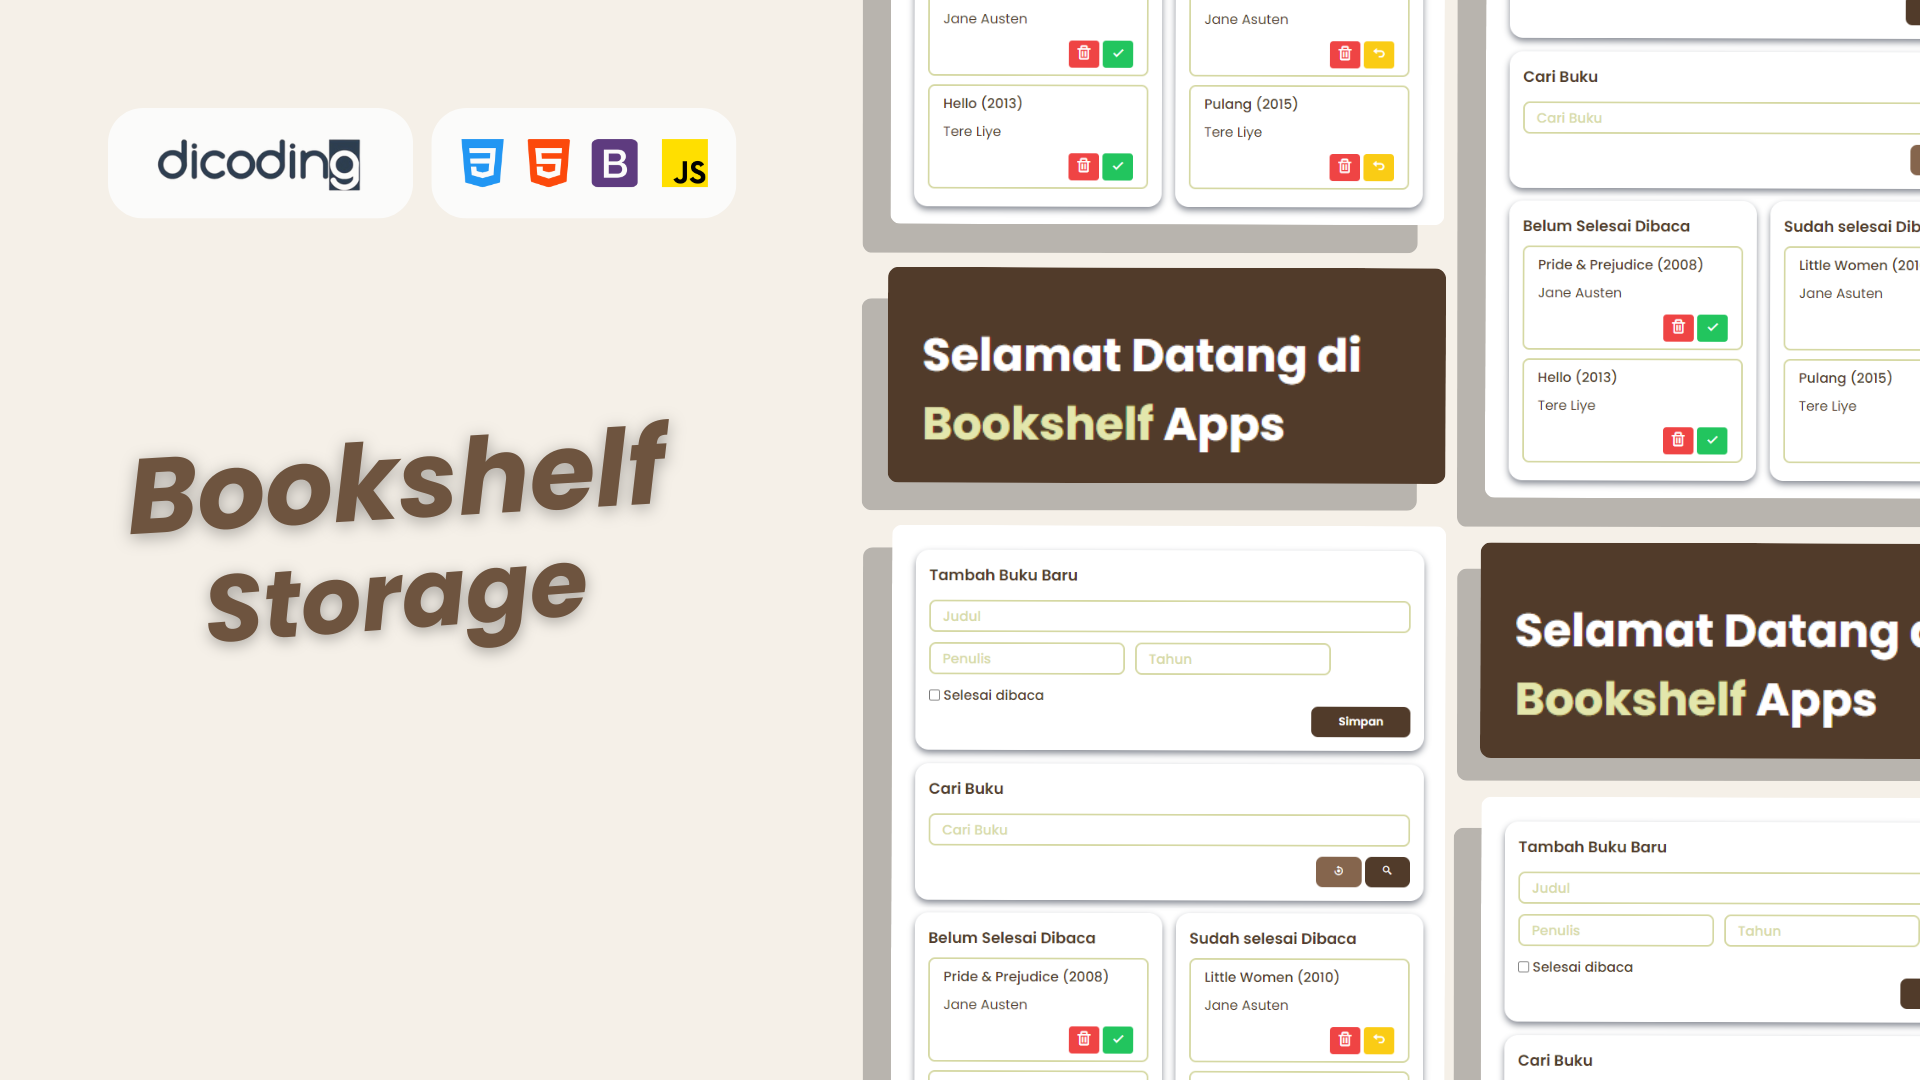 dicoding
3
5
B
JS
Bookshelf
Storage
Jane Austen
Jane Asuten
Hello (2013)
Tere Liye
Pulang (2015)
Tere Liye
Selamat Datang di
Bookshelf Apps
Tambah Buku Baru
Judul
Penulis
Tahun
Selesai dibaca
Simpan
Cari Buku
Cari Buku
Belum Selesai Dibaca
Pride & Prejudice (2008)
Jane Austen
Sudah selesai Dibaca
Little Women (2010)
Jane Asuten
Cari Buku
Cari Buku
Belum Selesai Dibaca
Pride & Prejudice (2008)
Jane Austen
Hello (2013)
Tere Liye
Sudah selesai Dib
Little Women (201
Jane Asuten
Pulang (2015)
Tere Liye
Selamat Datang d
Bookshelf Apps
Tambah Buku Baru
Judul
Penulis
Tahun
Selesai dibaca
Cari Buku